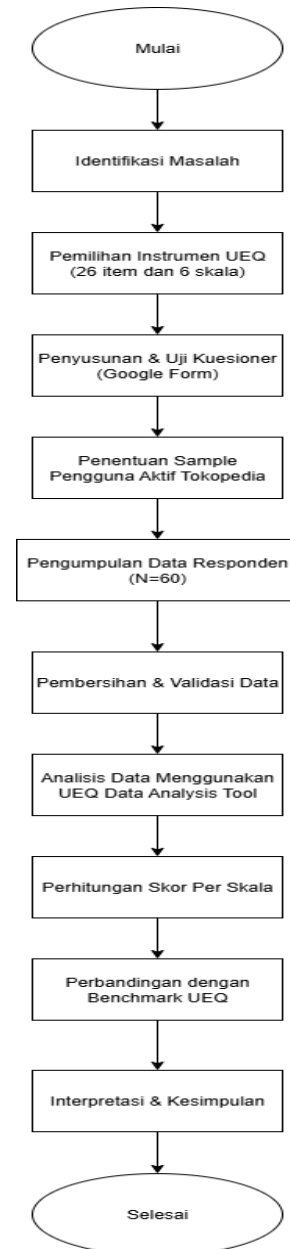 Mulai
Identifikasi Masalah
Pemilihan Instrumen UEQ
(26 item dan 6 skala)
Penyusunan & Uji Kuesioner
(Google Form)
Penentuan Sample
Pengguna Aktif Tokopedia
Pengumpulan Data Responden
(N=60)
Pembersihan & Validasi Data
Analisis Data Menggunakan
UEQ Data Analysis Tool
Perhitungan Skor Per Skala
Perbandingan dengan
Benchmark UEQ
Interpretasi & Kesimpulan
Selesai